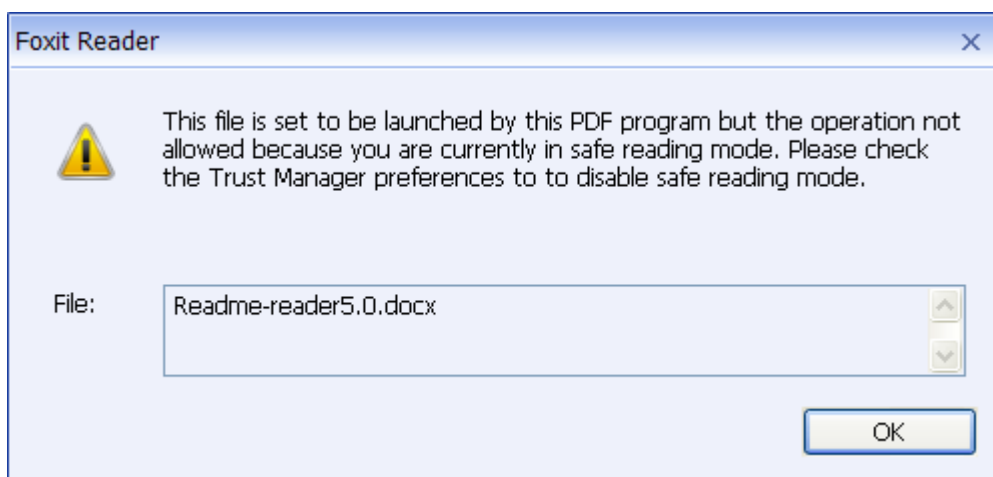 Foxit Reader
This file is set to be launched by this PDF program but the operation not
allowed because you are currently in safe reading mode. Please check
the Trust Manager preferences to to disable safe reading mode.
File:
Readme-reader5.0.docx
OK